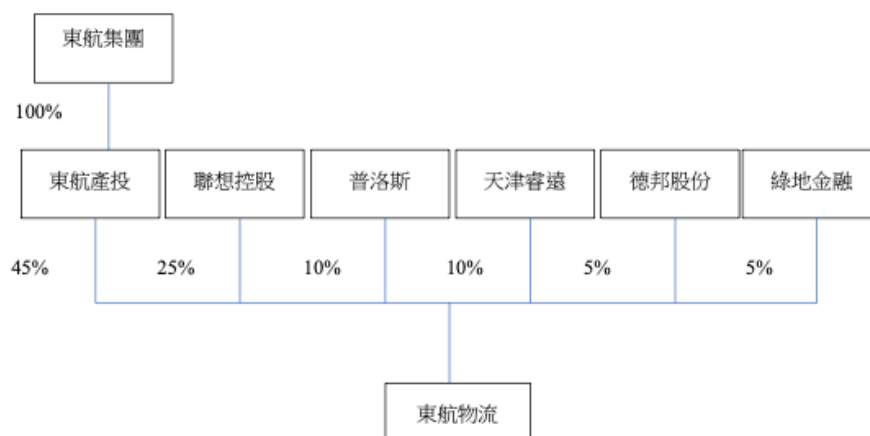 東航集團
100%
東航產投 聯想控股 普洛斯 天津睿遠 德邦股份 綠地金融
45% 25% 10% 10% 5% 5%
東航物流